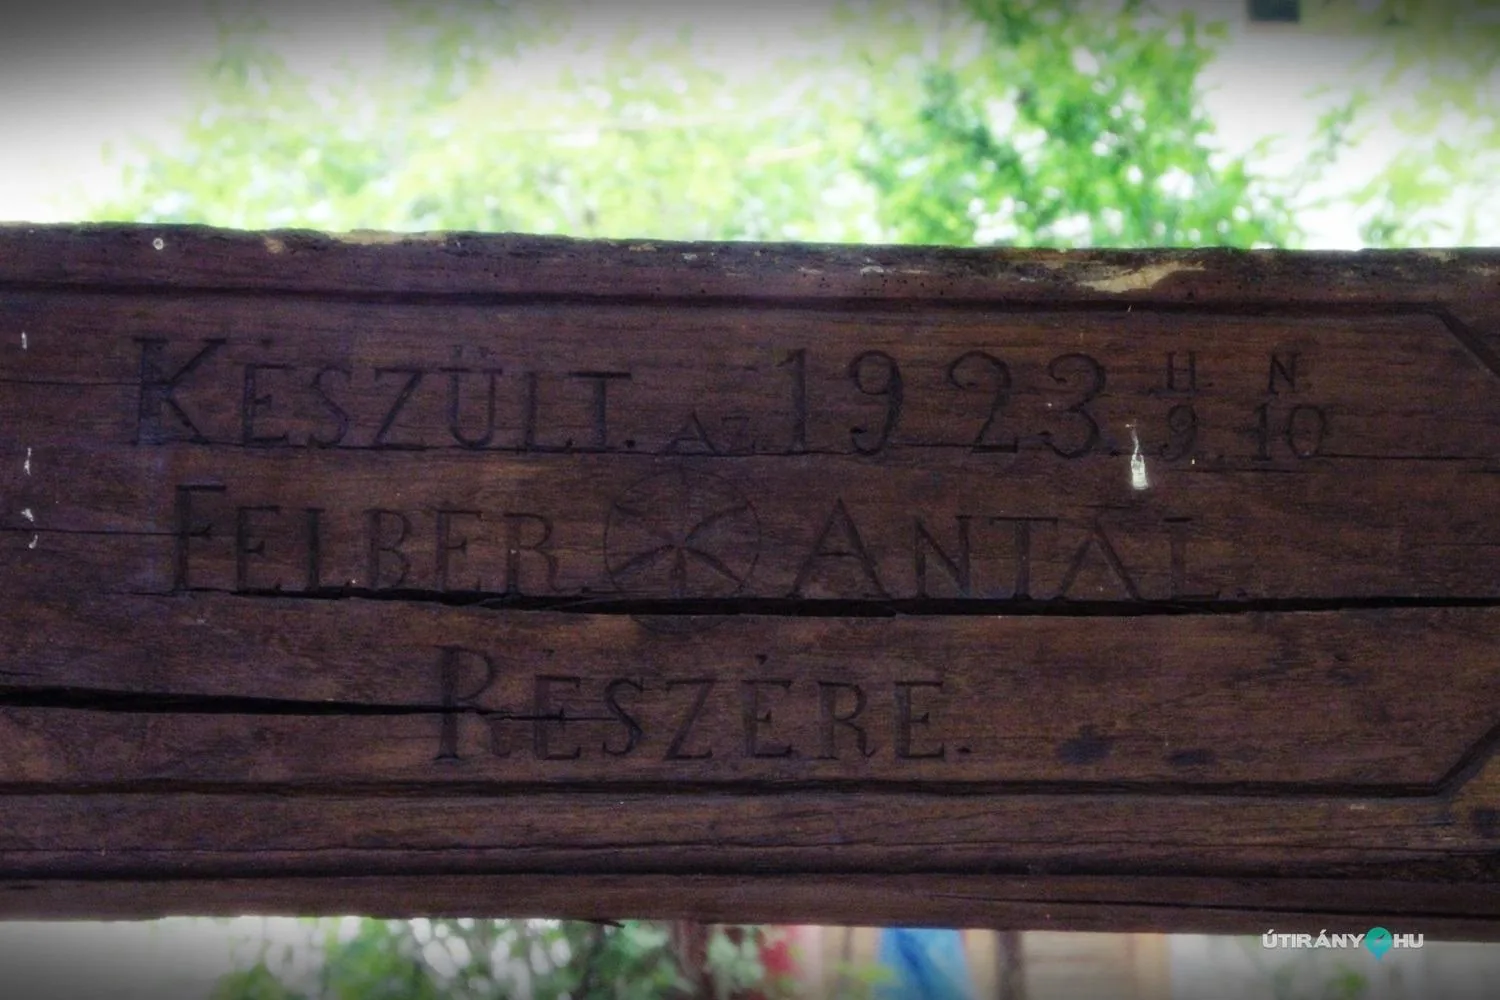 KÉSZÜLT. AZ. 1923. H 9. N 10
FELBER. ANTAL.
RÉSZÉRE.
ÚTIRÁNY HU